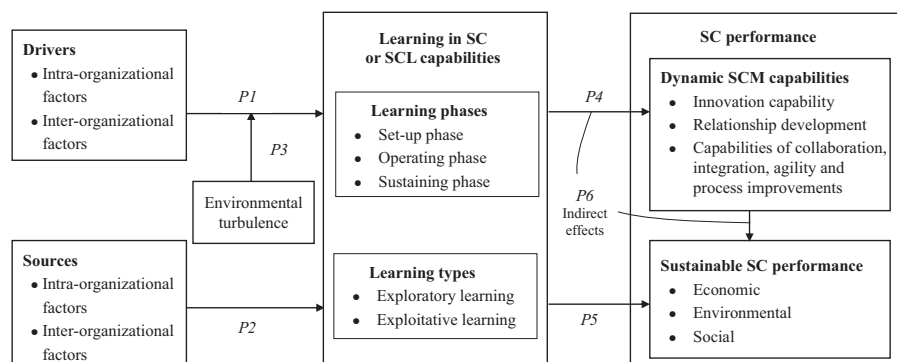 Drivers
• Intra-organizational
factors
• Inter-organizational
factors
P1
P3
Environmental
turbulence
Sources
• Intra-organizational
factors
• Inter-organizational
factors
P2
Learning in SC
or SCL capabilities
Learning phases
• Set-up phase
• Operating phase
• Sustaining phase
Learning types
• Exploratory learning
• Exploitative learning
P4
P6
Indirect
effects
P5
SC performance
Dynamic SCM capabilities
• Innovation capability
• Relationship development
• Capabilities of collaboration,
integration, agility and
process improvements
Sustainable SC performance
• Economic
• Environmental
• Social